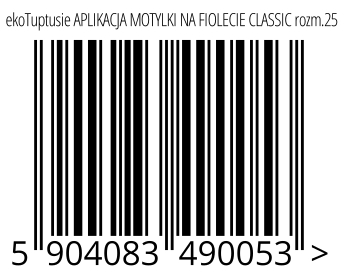 ekoTuptusie APLIKACJA MOTYLKI NA FIOLECIE CLASSIC rozm.25
5 904083 490053 >